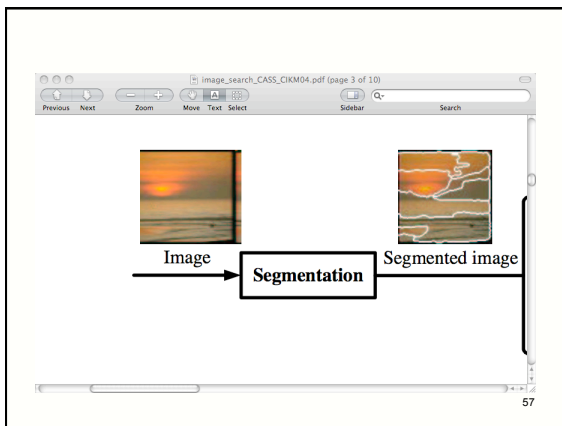 image_search_CASS_CIKM04.pdf (page 3 of 10)
Previous Next Zoom Move Text Select Sidebar Search
Image
Segmented image
Segmentation
57